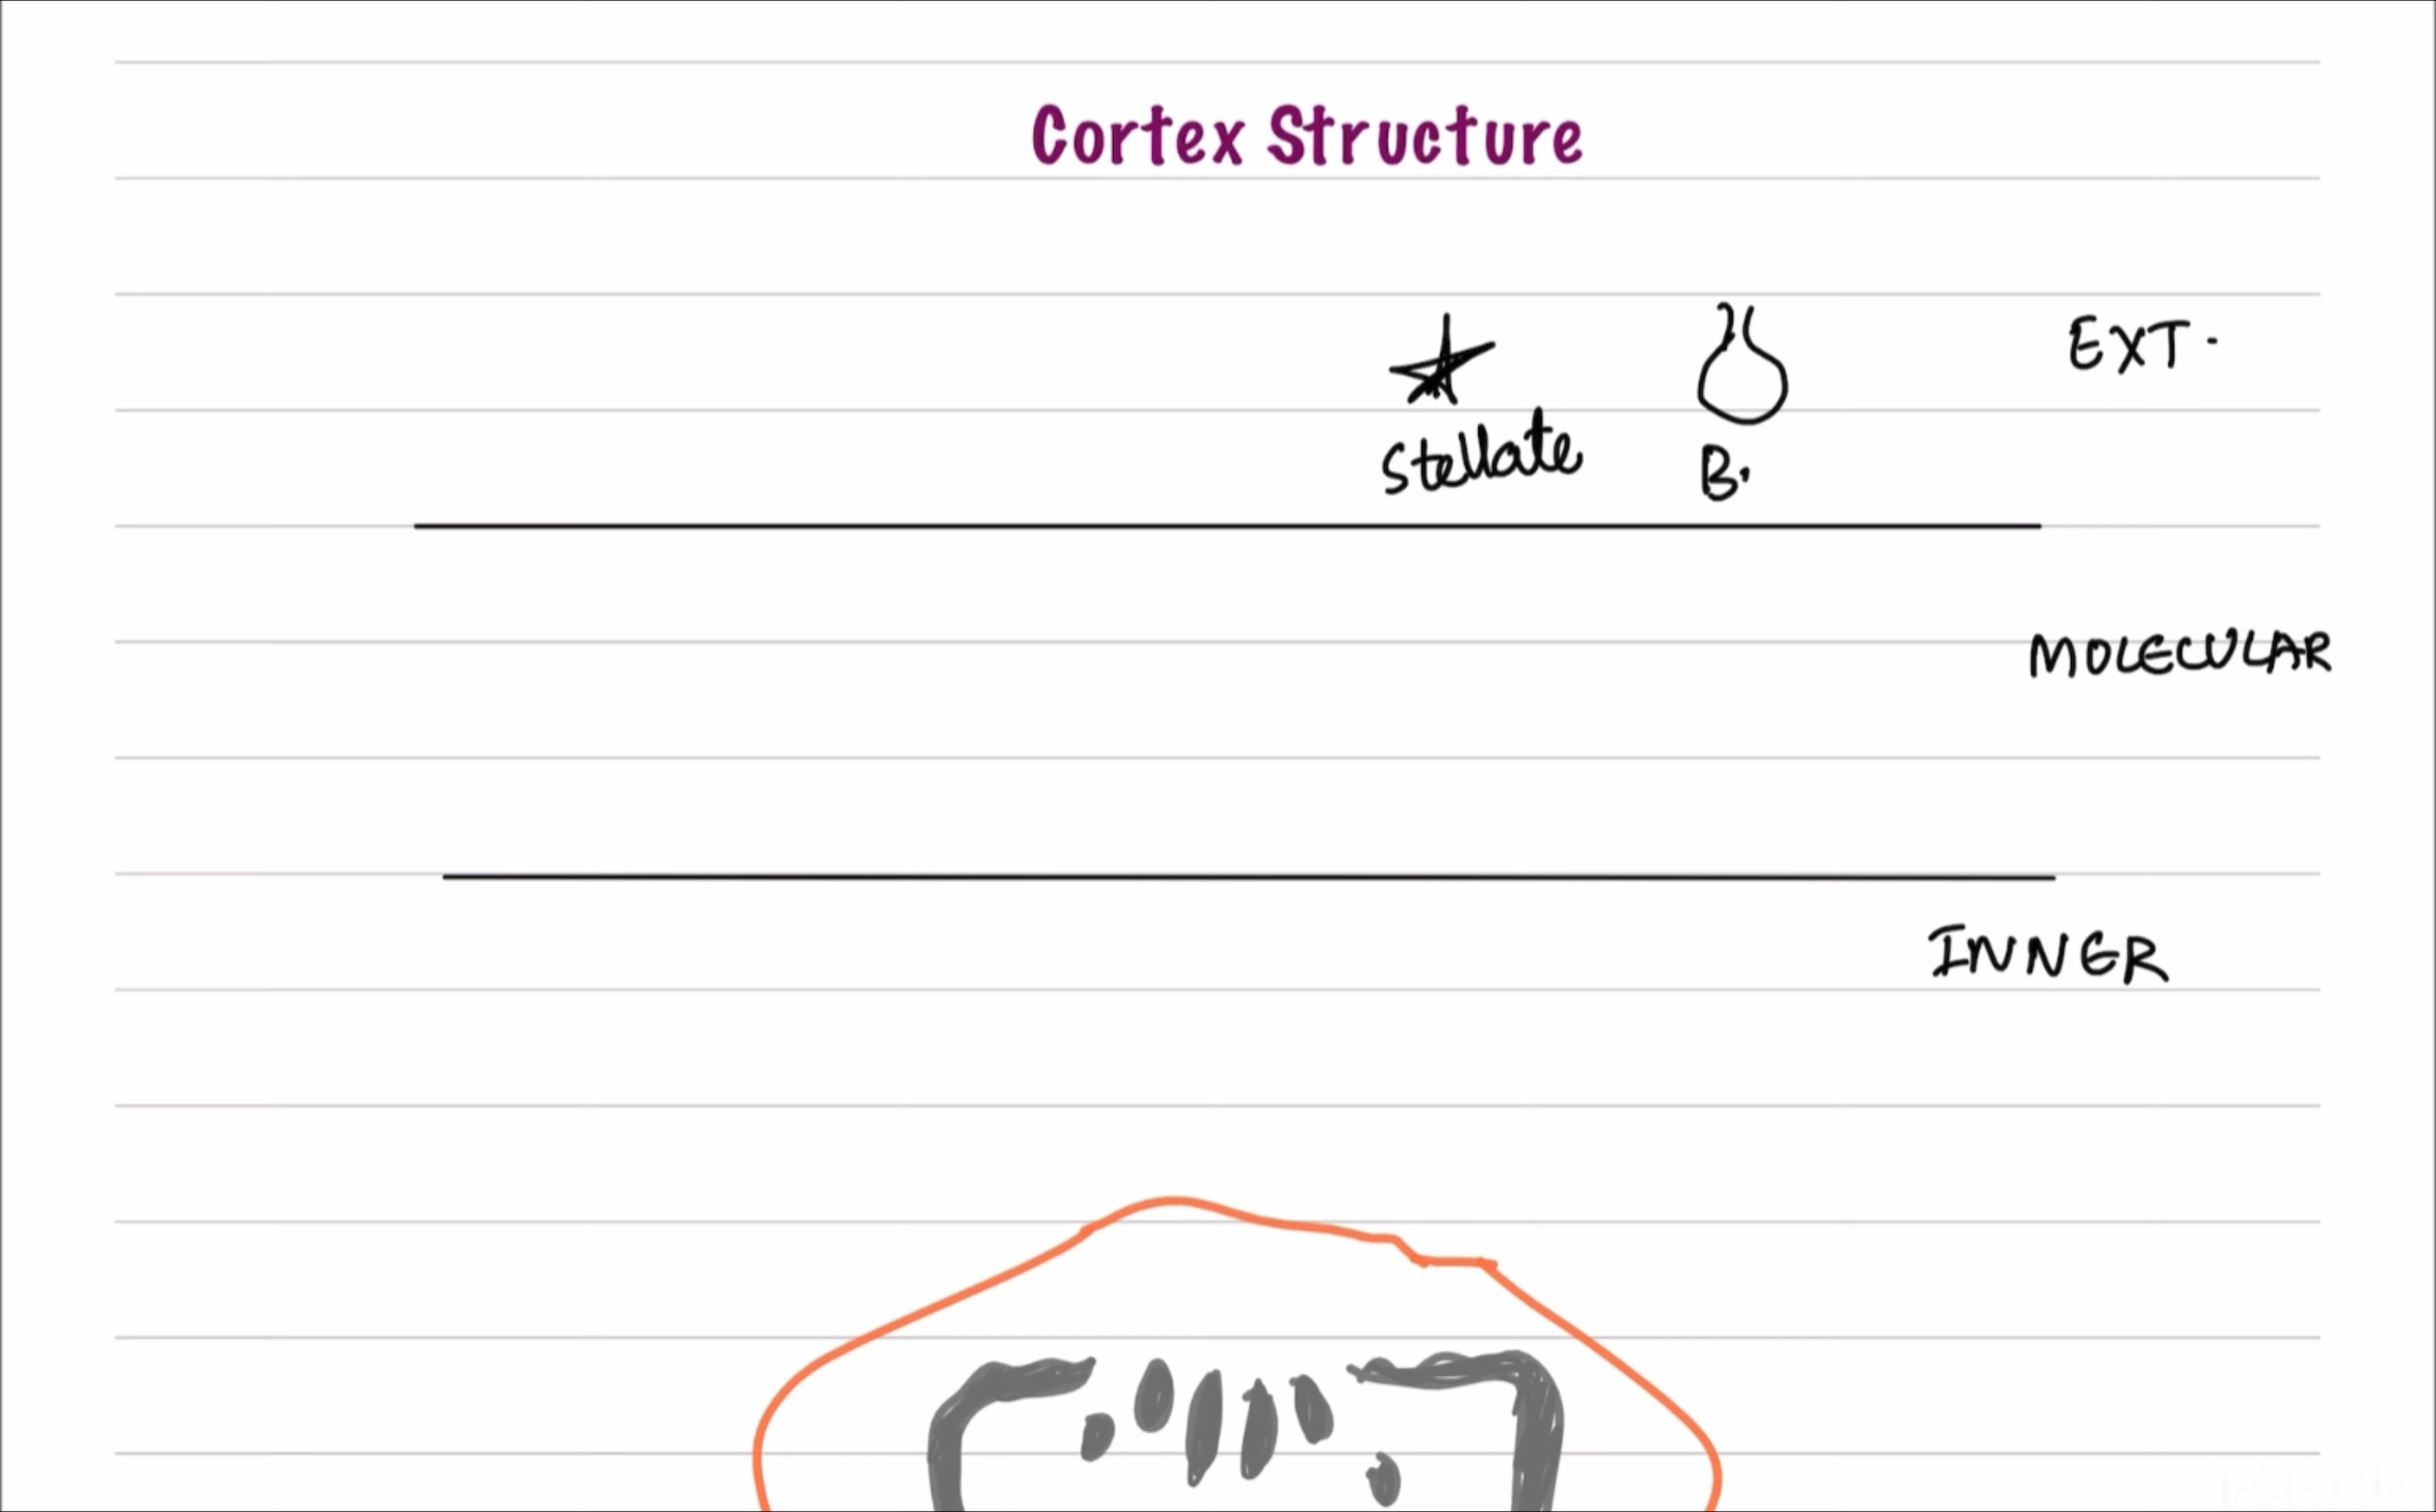 Cortex Structure
EXT.
Stellate B.
MOLECULAR
INNER